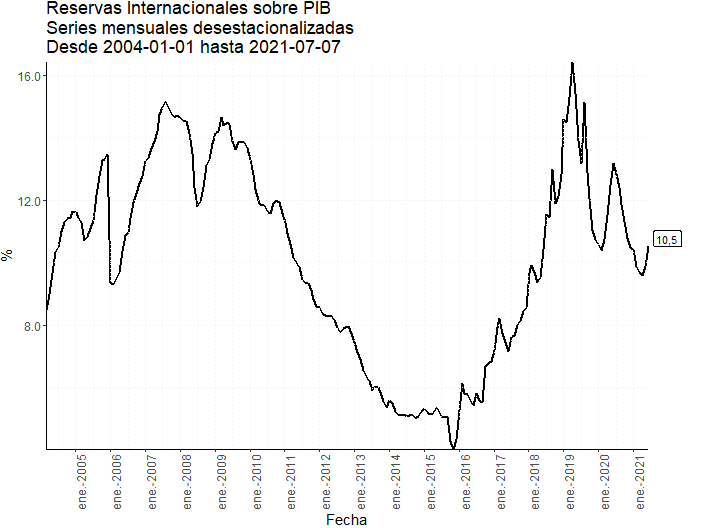 Reservas Internacionales sobre PIB
Series mensuales desestacionalizadas
Desde 2004-01-01 hasta 2021-07-07
16.0
12.0
8.0
%
10,5
ene.-2005
ene.-2006
ene.-2007
ene.-2008
ene.-2009
ene.-2010
ene.-2011
ene.-2012
ene.-2013
ene.-2014
ene.-2015
ene.-2016
ene.-2017
ene.-2018
ene.-2019
ene.-2020
ene.-2021
Fecha